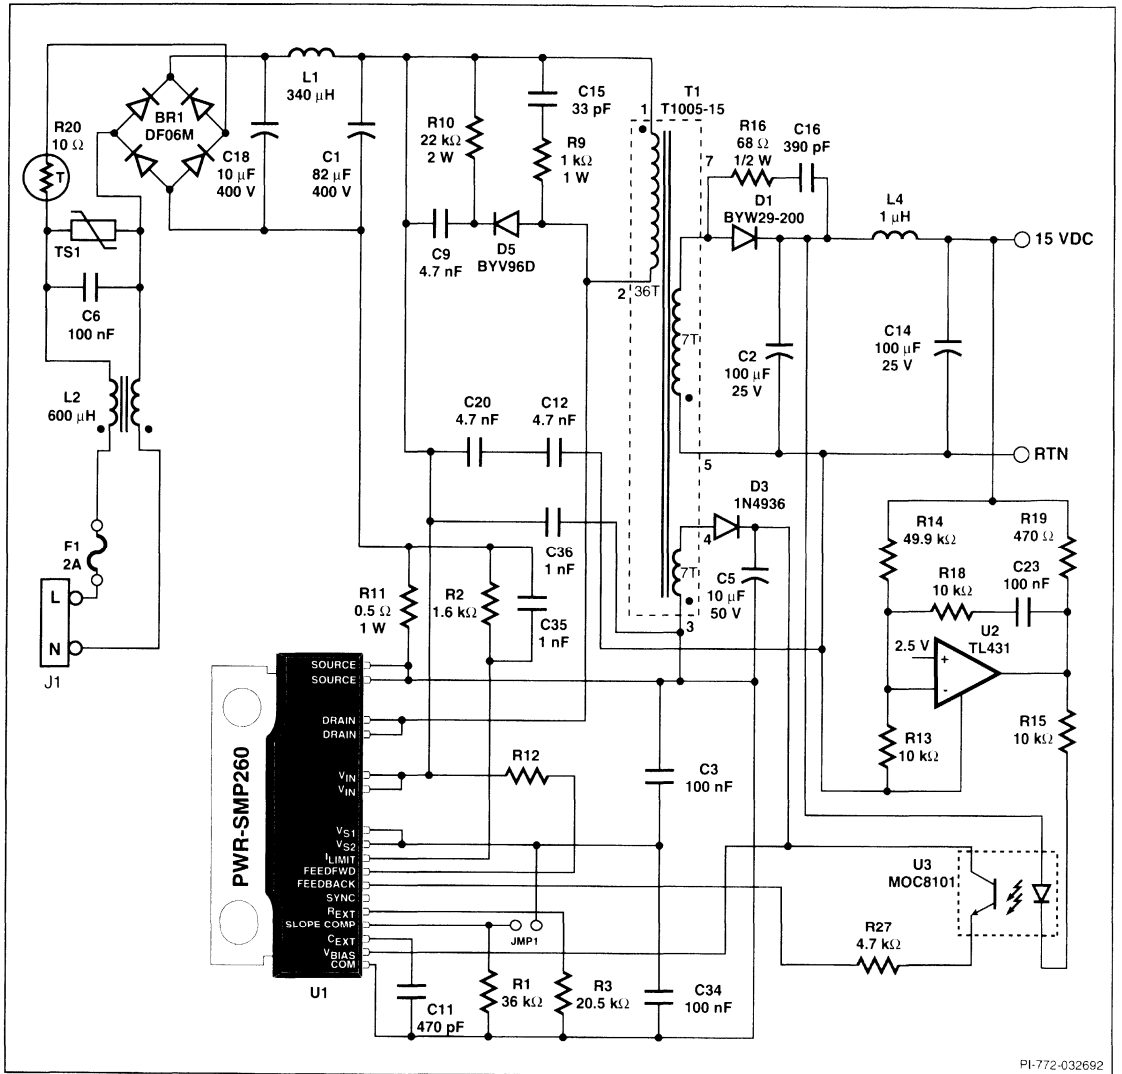 L1
340 μH
BR1
DF06M
R20
10 Ω
T
C18
10 μF
400 V
C1
82 μF
400 V
TS1
C6
100 nF
L2
600 μH
F1
2A
L
N
J1
R10
22 kΩ
2 W
C15
33 pF
R9
1 kΩ
1 W
C9
4.7 nF
D5
BYV96D
T1
T1005-15
1
2
36T
7
7T
5
4
7T
3
R16
68 Ω
1/2 W
C16
390 pF
D1
BYW29-200
L4
1 μH
15 VDC
C2
100 μF
25 V
C14
100 μF
25 V
RTN
C20
4.7 nF
C12
4.7 nF
C36
1 nF
D3
1N4936
C5
10 μF
50 V
R11
0.5 Ω
1 W
R2
1.6 kΩ
C35
1 nF
R14
49.9 kΩ
R19
470 Ω
R18
10 kΩ
C23
100 nF
U2
TL431
2.5 V
+
-
R13
10 kΩ
R15
10 kΩ
PWR-SMP260
SOURCE
SOURCE
DRAIN
DRAIN
VIN
VIN
VS1
VS2
ILIMIT
FEEDFWD
FEEDBACK
SYNC
REXT
SLOPE COMP
CEXT
VBIAS
COM
U1
R12
C3
100 nF
JMP1
C11
470 pF
R1
36 kΩ
R3
20.5 kΩ
C34
100 nF
U3
MOC8101
R27
4.7 kΩ
PI-772-032692